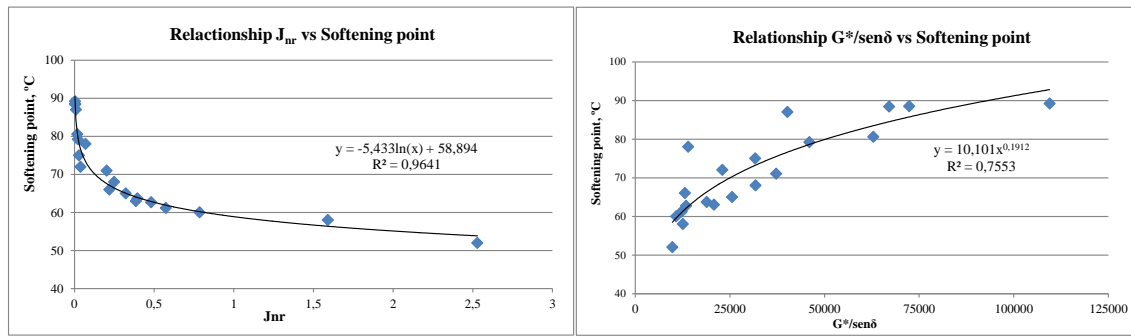 Relactionship Jnr vs Softening point
Softening point, ºC
100
90
80
70
60
50
40
y = -5,433ln(x) + 58,894
R² = 0,9641
0
0,5
1
1,5
2
2,5
3
Jnr
Relationship G*/senδ vs Softening point
Softening point, ºC
100
90
80
70
60
50
40
y = 10,101x^0,1912
R² = 0,7553
0
25000
50000
75000
100000
125000
G*/senδ